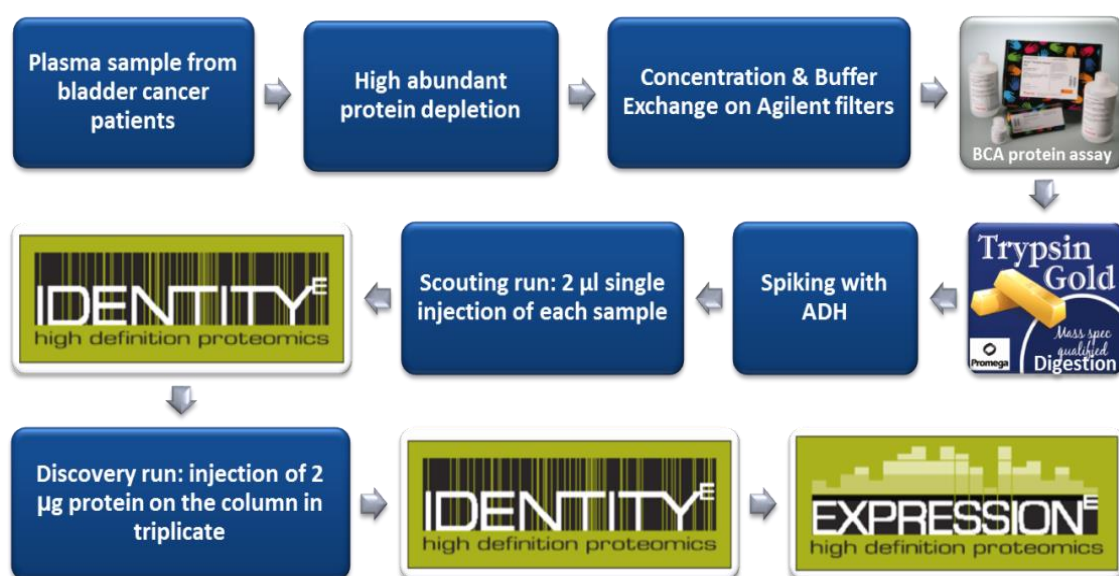 Plasma sample from
bladder cancer
patients
High abundant
protein depletion
Concentration & Buffer
Exchange on Agilent filters
BCA protein assay
Trypsin
Gold
Mass spec
qualified
Promega
Digestion
Spiking with
ADH
Scouting run: 2 µl single
injection of each sample
IDENTITYᴱ
high definition proteomics
Discovery run: injection of 2
µg protein on the column in
triplicate
IDENTITYᴱ
high definition proteomics
EXPRESSIONᴱ
high definition proteomics